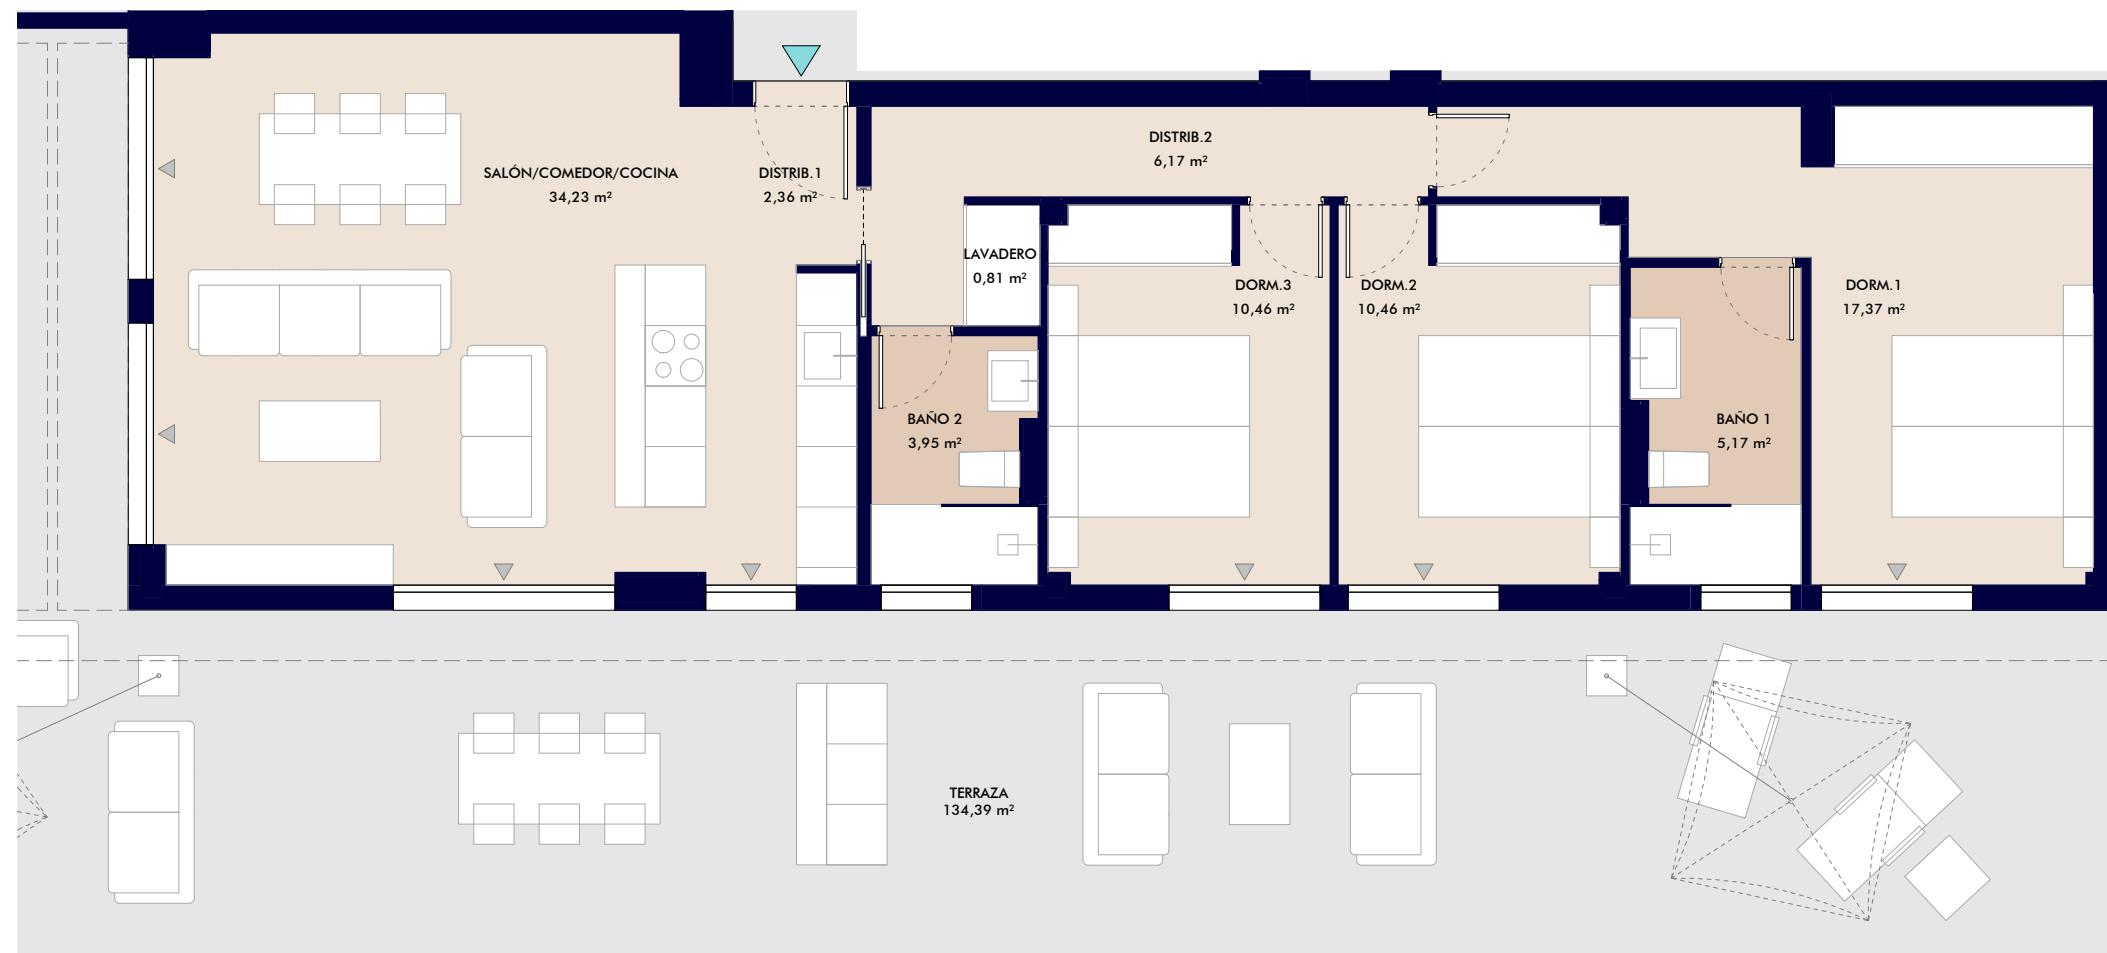 DISTRIB.2
6,17 m²
SALÓN/COMEDOR/COCINA
34,23 m²
DISTRIB.1
2,36 m²
LAVADERO
0,81 m²
DORM.3
10,46 m²
DORM.2
10,46 m²
DORM.1
17,37 m²
BAÑO 2
3,95 m²
BAÑO 1
5,17 m²
TERRAZA
134,39 m²